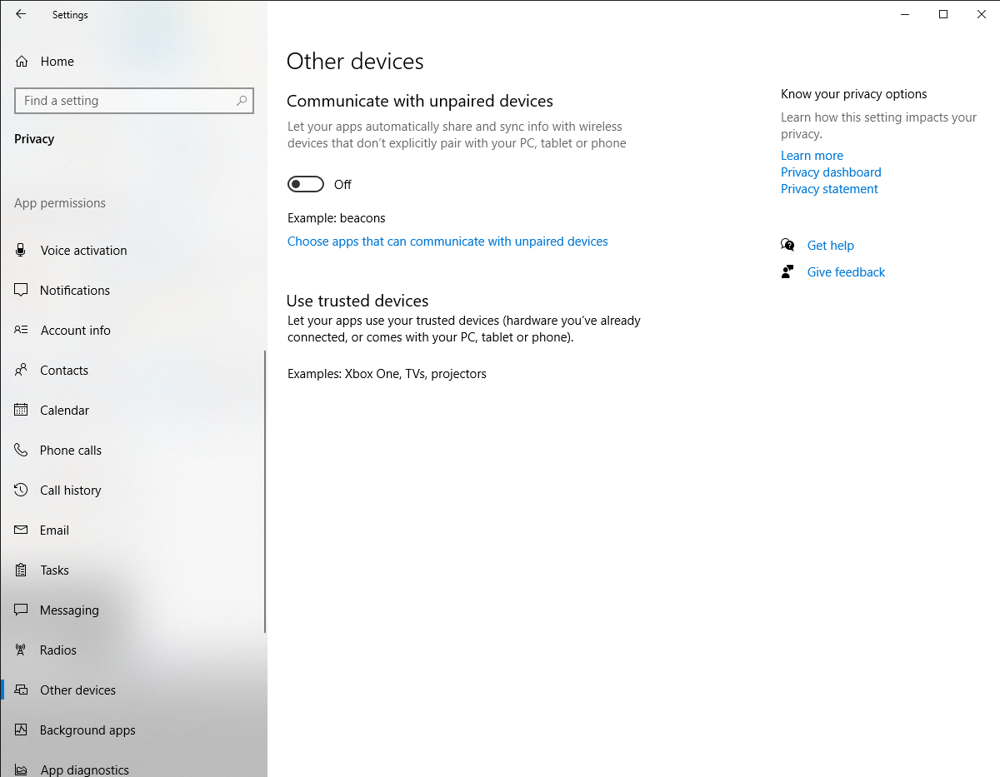 Settings
Home
Find a setting
Privacy
App permissions
Voice activation
Notifications
Account info
Contacts
Calendar
Phone calls
Call history
Email
Tasks
Messaging
Radios
Other devices
Background apps
App diagnostics
Other devices
Communicate with unpaired devices
Let your apps automatically share and sync info with wireless
devices that don’t explicitly pair with your PC, tablet or phone
Off
Example: beacons
Choose apps that can communicate with unpaired devices
Use trusted devices
Let your apps use your trusted devices (hardware you’ve already
connected, or comes with your PC, tablet or phone).
Examples: Xbox One, TVs, projectors
Know your privacy options
Learn how this setting impacts your
privacy.
Learn more
Privacy dashboard
Privacy statement
Get help
Give feedback